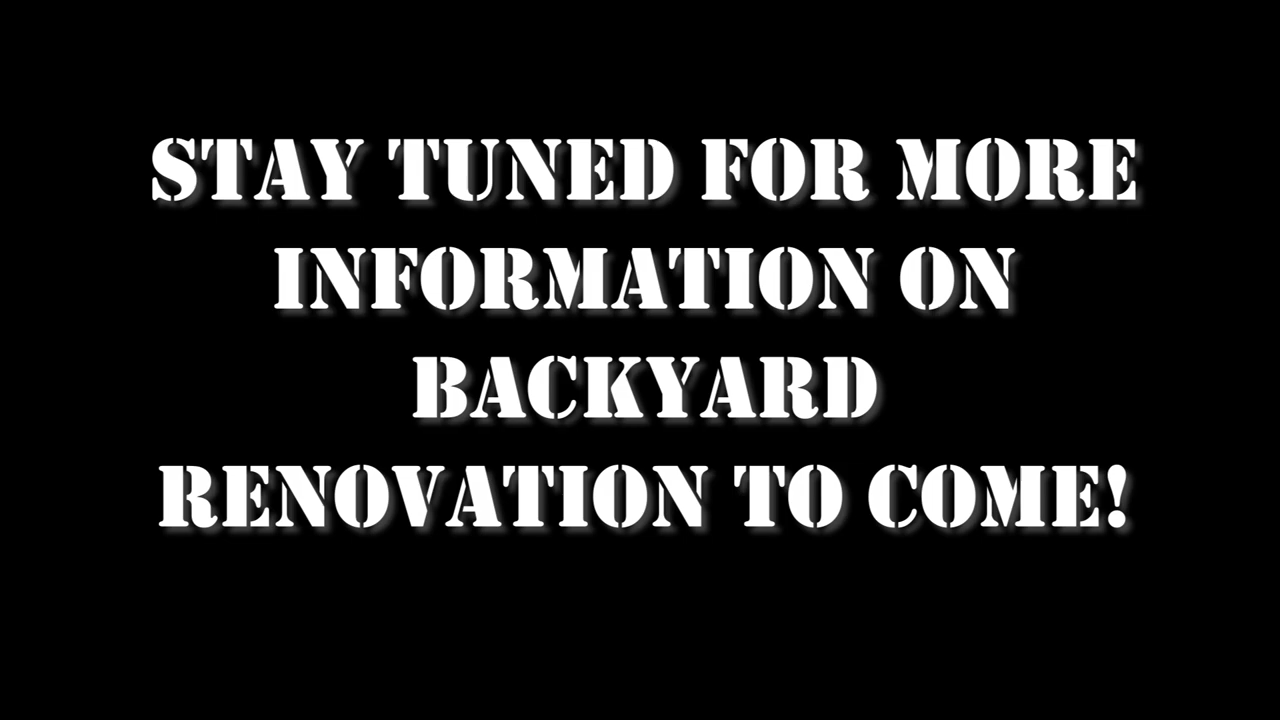 STAY TUNED FOR MORE
INFORMATION ON
BACKYARD
RENOVATION TO COME!